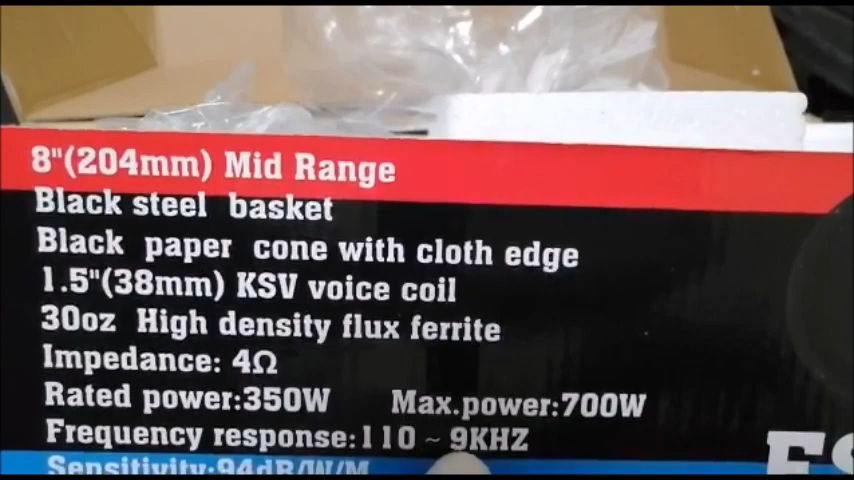 8"(204mm) Mid Range
Black steel basket
Black paper cone with cloth edge
1.5"(38mm) KSV voice coil
30oz High density flux ferrite
Impedance: 4Ω
Rated power:350W Max.power:700W
Frequency response:110 ~ 9KHZ
Sensitivity:94dB/W/M